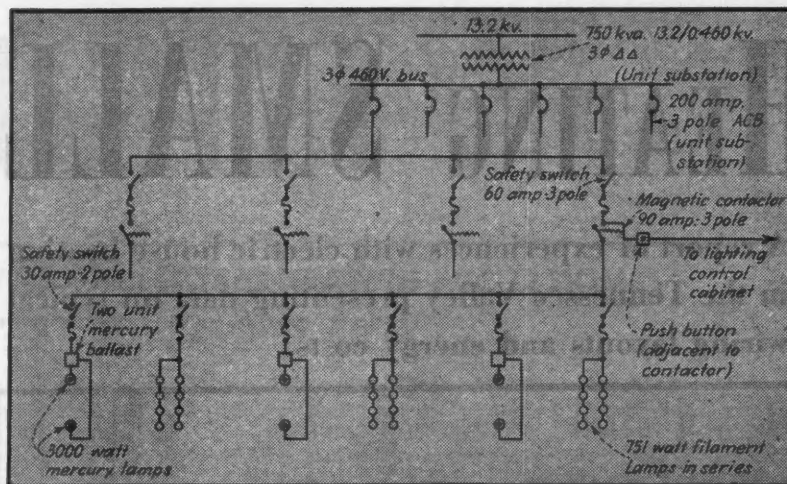 13.2 kv.
750 kva. 13.2/0.460 kv.
3ϕ ΔΔ
3ϕ 460V. bus
(Unit substation)
200 amp.
3 pole ACB
(unit sub-
station)
Safety switch
60 amp-3 pole
Magnetic contactor
90 amp-3 pole
Safety switch
30 amp-2 pole
To lighting
control
cabinet
Two unit
mercury
ballast
Push button
(adjacent to
contactor)
3000 watt
mercury lamps
751 watt filament
Lamps in series